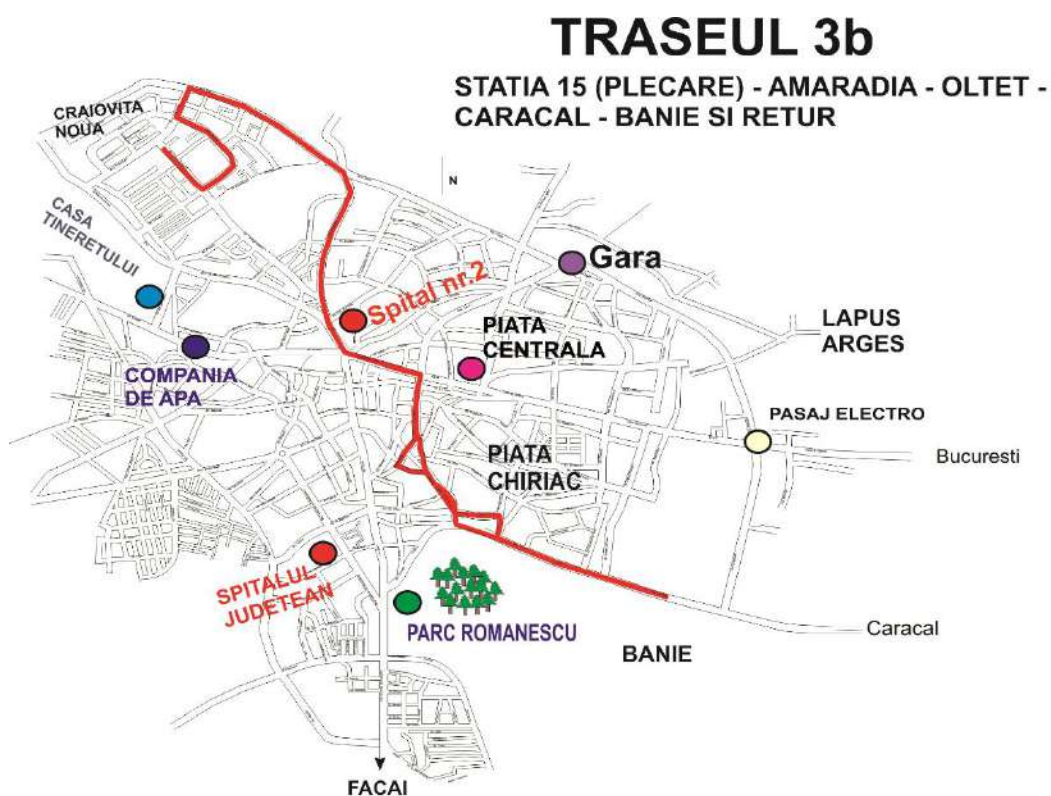 TRASEUL 3b
STATIA 15 (PLECARE) - AMARADIA - OLTET -
CARACAL - BANIE SI RETUR
CRAIOVITA
NOUA
N
CASA
TINERETULUI
Gara
Spital nr.2
PIATA
CENTRALA
LAPUS
ARGES
COMPANIA
DE APA
PASAJ ELECTRO
Bucuresti
PIATA
CHIRIAC
SPITALUL
JUDETEAN
PARC ROMANESCU
Caracal
BANIE
FACAI